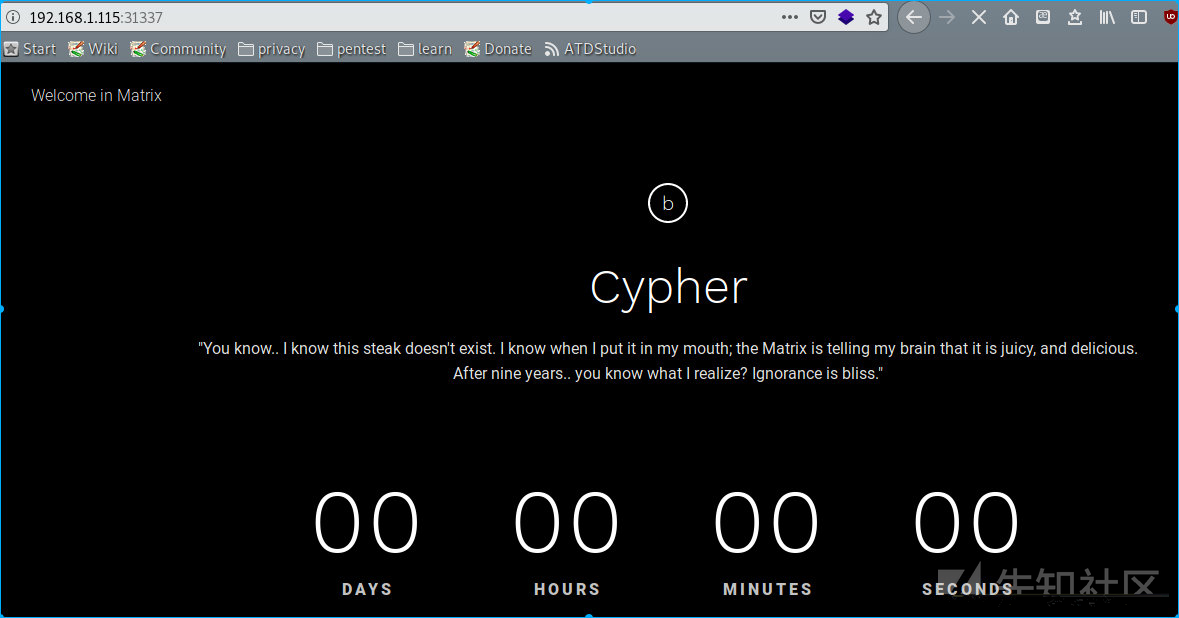 192.168.1.115:31337
Start Wiki Community privacy pentest learn Donate ATDStudio
Welcome in Matrix
b
Cypher
"You know.. I know this steak doesn't exist. I know when I put it in my mouth; the Matrix is telling my brain that it is juicy, and delicious.
After nine years.. you know what I realize? Ignorance is bliss."
00 00 00 00
DAYS HOURS MINUTES SECONDS
先知社区